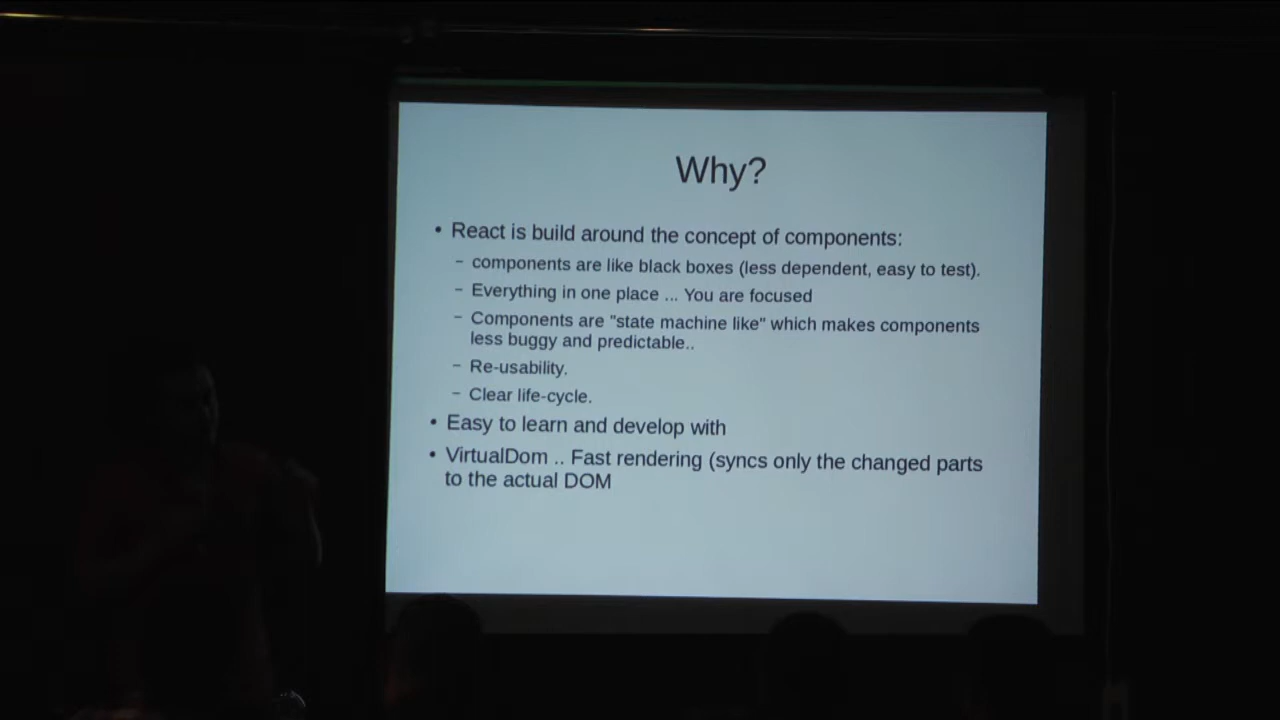 Why?
• React is build around the concept of components:
– components are like black boxes (less dependent, easy to test).
– Everything in one place ... You are focused
– Components are "state machine like" which makes components
less buggy and predictable..
– Re-usability.
– Clear life-cycle.
• Easy to learn and develop with
• VirtualDom .. Fast rendering (syncs only the changed parts
to the actual DOM